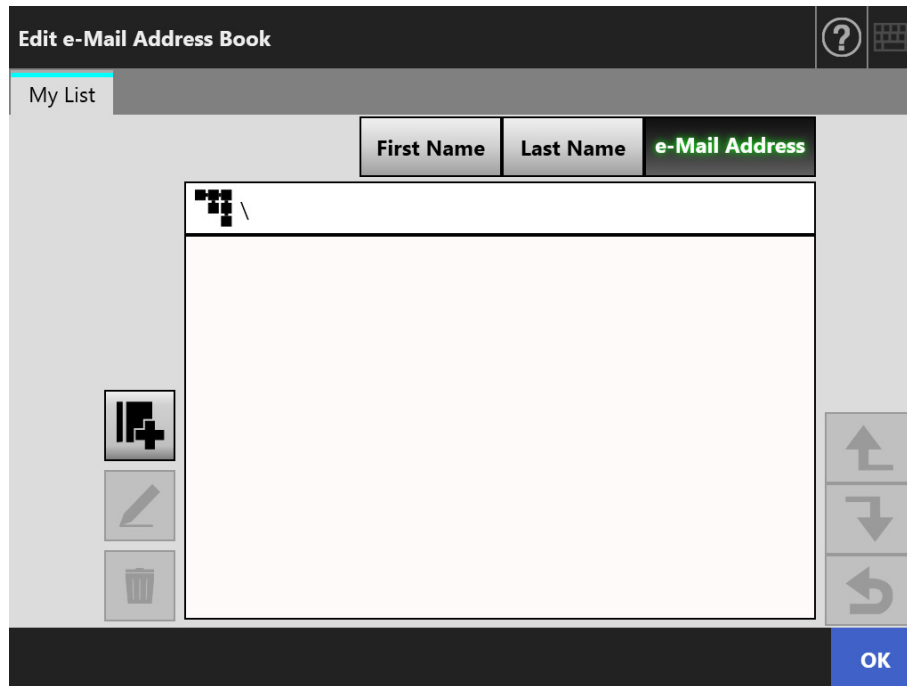 Edit e-Mail Address Book
?
My List
First Name Last Name e-Mail Address
\
OK